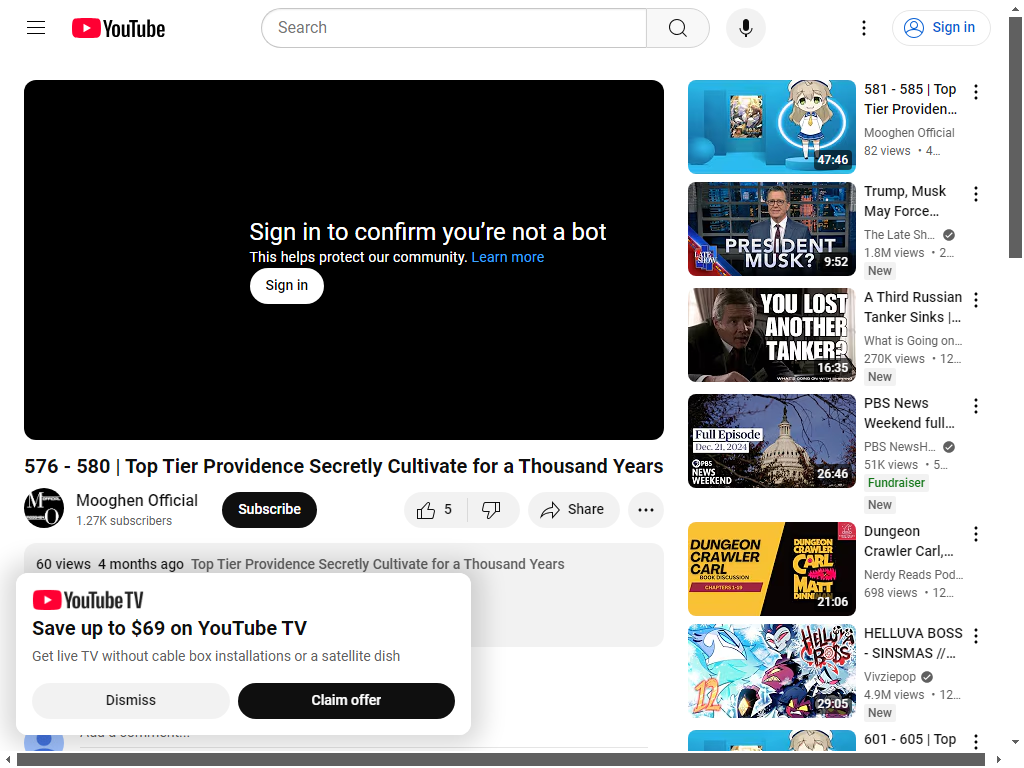 YouTube
Search
Sign in
Sign in to confirm you’re not a bot
This helps protect our community. Learn more
Sign in
576 - 580 | Top Tier Providence Secretly Cultivate for a Thousand Years
Mooghen Official
1.27K subscribers
Subscribe
5
Share
60 views 4 months ago Top Tier Providence Secretly Cultivate for a Thousand Years
YouTube TV
Save up to $69 on YouTube TV
Get live TV without cable box installations or a satellite dish
Dismiss
Claim offer
Add a comment...
47:46
581 - 585 | Top
Tier Providen...
Mooghen Official
82 views • 4...
LATE SHOW
PRESIDENT
MUSK?
9:52
Trump, Musk
May Force...
The Late Sh...
1.8M views • 2...
New
YOU LOST
ANOTHER
TANKER?
16:35
WHAT'S GOING ON WITH SHIPPING
A Third Russian
Tanker Sinks |...
What is Going on...
270K views • 12...
New
Full Episode
Dec. 21, 2024
PBS
NEWS
WEEKEND
26:46
PBS News
Weekend full...
PBS NewsH...
51K views • 5...
Fundraiser
New
DUNGEON
CRAWLER
CARL
BOOK DISCUSSION
CHAPTERS 1-19
DUNGEON
CRAWLER
CARL
MATT
21:06
Dungeon
Crawler Carl,...
Nerdy Reads Pod...
698 views • 12...
HELLUVA
BOSS
12
29:05
HELLUVA BOSS
- SINSMAS //...
Vivziepop
4.9M views • 12...
New
601 - 605 | Top